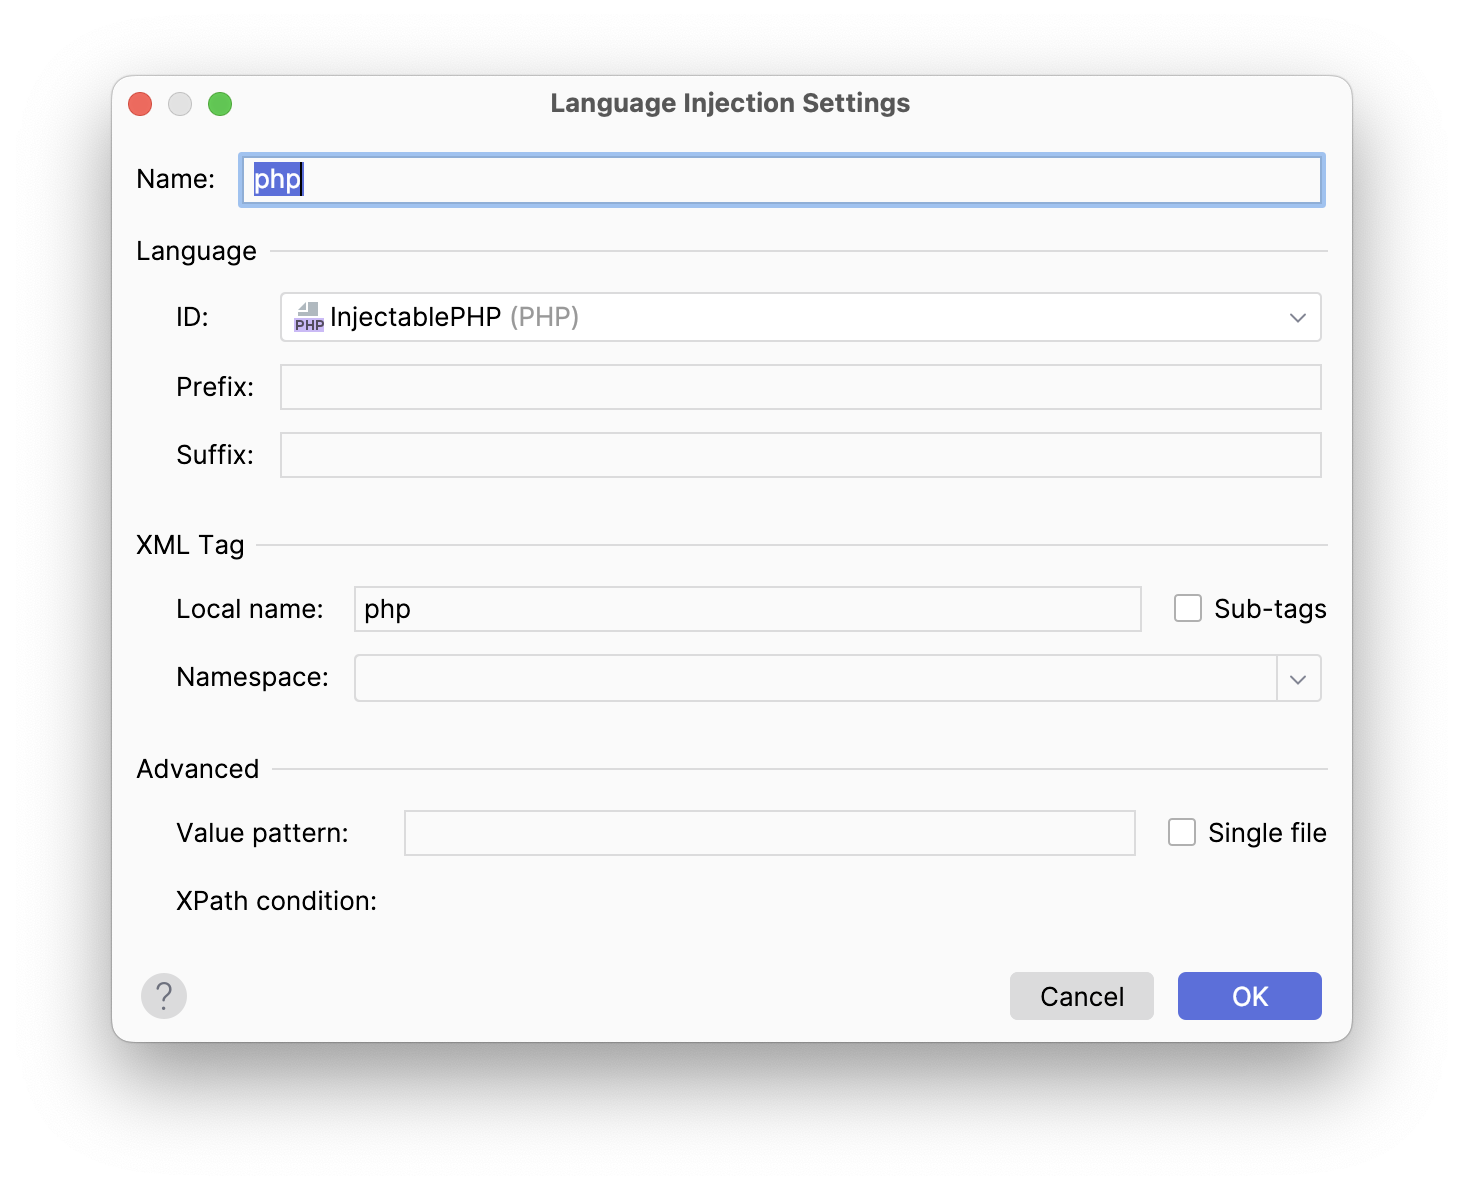 Language Injection Settings
Name: php
Language
ID: PHP InjectablePHP (PHP)
Prefix:
Suffix:
XML Tag
Local name: php Sub-tags
Namespace:
Advanced
Value pattern: Single file
XPath condition:
? Cancel OK